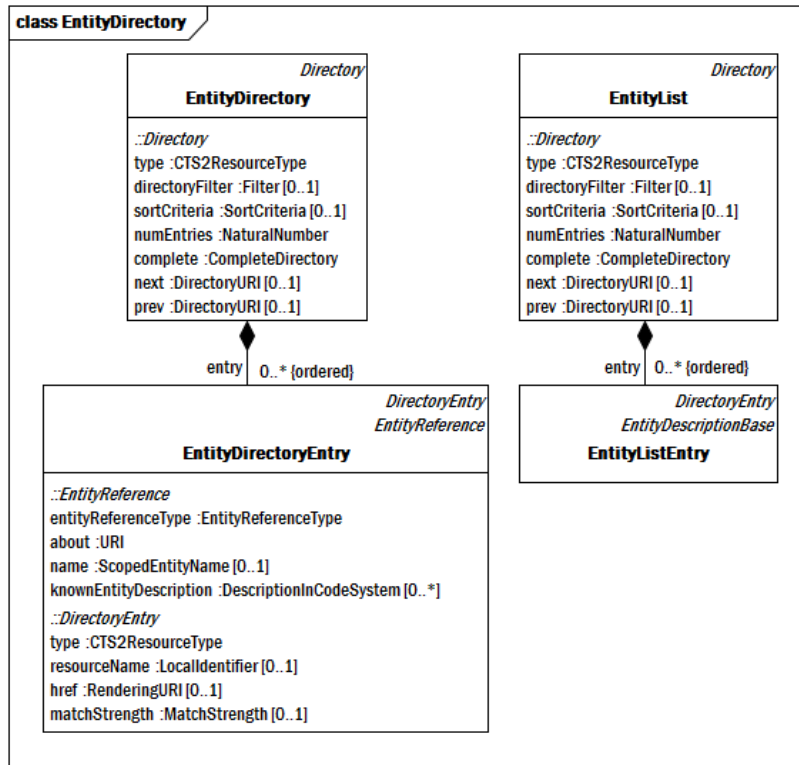 class EntityDirectory
Directory
EntityDirectory
::Directory
type :CTS2ResourceType
directoryFilter :Filter [0..1]
sortCriteria :SortCriteria [0..1]
numEntries :NaturalNumber
complete :CompleteDirectory
next :DirectoryURI [0..1]
prev :DirectoryURI [0..1]
entry 0..* {ordered}
DirectoryEntry
EntityReference
EntityDirectoryEntry
::EntityReference
entityReferenceType :EntityReferenceType
about :URI
name :ScopedEntityName [0..1]
knownEntityDescription :DescriptionInCodeSystem [0..*]
::DirectoryEntry
type :CTS2ResourceType
resourceName :LocalIdentifier [0..1]
href :RenderingURI [0..1]
matchStrength :MatchStrength [0..1]
Directory
EntityList
::Directory
type :CTS2ResourceType
directoryFilter :Filter [0..1]
sortCriteria :SortCriteria [0..1]
numEntries :NaturalNumber
complete :CompleteDirectory
next :DirectoryURI [0..1]
prev :DirectoryURI [0..1]
entry 0..* {ordered}
DirectoryEntry
EntityDescriptionBase
EntityListEntry